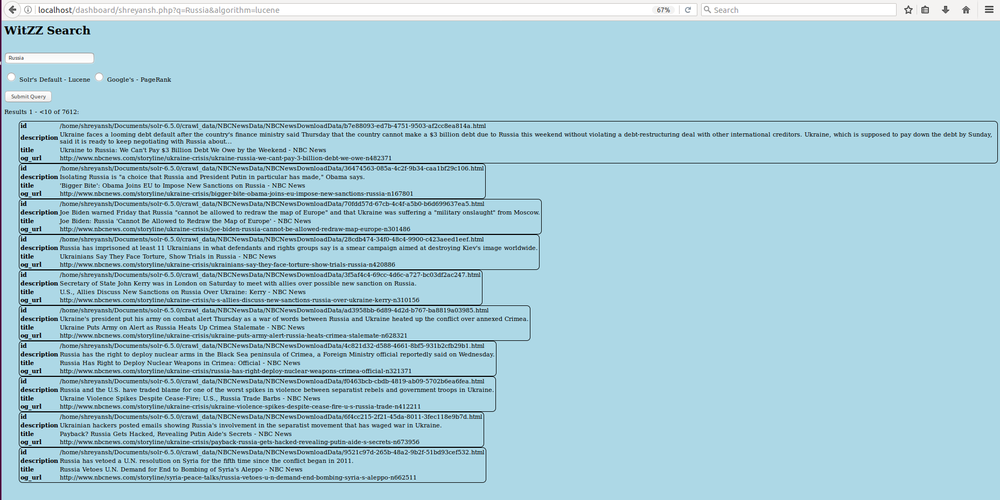 localhost/dashboard/shreyansh.php?q=Russia&algorithm=lucene
67%
Search
WitZZ Search
Russia
Solr's Default - Lucene Google's - PageRank
Submit Query
Results 1 - <10 of 7612:
id /home/shreyansh/Documents/solr-6.5.0/crawl_data/NBCNewsData/NBCNewsDownloadData/b7e88093-ed7b-4751-9503-af2cc8ea814a.html
description Ukraine faces a looming debt default after the country's finance ministry said Thursday that the country cannot make a $3 billion debt due to Russia this weekend without violating a debt-restructuring deal with other international creditors. Ukraine, which is supposed to pay down the debt by Sunday,
said it is ready to keep negotiating with Russia about...
title Ukraine to Russia: We Can't Pay $3 Billion Debt We Owe by the Weekend - NBC News
og_url http://www.nbcnews.com/storyline/ukraine-crisis/ukraine-russia-we-cant-pay-3-billion-debt-we-owe-n482371
id /home/shreyansh/Documents/solr-6.5.0/crawl_data/NBCNewsData/NBCNewsDownloadData/36474563-085a-4c2f-9b34-caa1bf29c106.html
description Isolating Russia is "a choice that Russia and President Putin in particular has made," Obama says.
title 'Bigger Bite': Obama Joins EU to Impose New Sanctions on Russia - NBC News
og_url http://www.nbcnews.com/storyline/ukraine-crisis/bigger-bite-obama-joins-eu-impose-new-sanctions-russia-n167801
id /home/shreyansh/Documents/solr-6.5.0/crawl_data/NBCNewsData/NBCNewsDownloadData/70fdd57d-67cb-4c4f-a5b0-b6d699637ea5.html
description Joe Biden warned Friday that Russia "cannot be allowed to redraw the map of Europe" and that Ukraine was suffering a "military onslaught" from Moscow.
title Joe Biden: Russia 'Cannot Be Allowed to Redraw the Map of Europe' - NBC News
og_url http://www.nbcnews.com/storyline/ukraine-crisis/joe-biden-russia-cannot-be-allowed-redraw-map-europe-n301486
id /home/shreyansh/Documents/solr-6.5.0/crawl_data/NBCNewsData/NBCNewsDownloadData/28cdb474-34f0-48c4-9900-c423aeed1eef.html
description Russia has imprisoned at least 11 Ukrainians in what defendants and rights groups say is a smear campaign aimed at destroying Kiev's image worldwide.
title Ukrainians Say They Face Torture, Show Trials in Russia - NBC News
og_url http://www.nbcnews.com/storyline/ukraine-crisis/ukrainians-say-they-face-torture-show-trials-russia-n420886
id /home/shreyansh/Documents/solr-6.5.0/crawl_data/NBCNewsData/NBCNewsDownloadData/3f5af4c4-69cc-4d6c-a727-bc03df2ac247.html
description Secretary of State John Kerry was in London on Saturday to meet with allies over possible new sanction on Russia.
title U.S., Allies Discuss New Sanctions on Russia Over Ukraine: Kerry - NBC News
og_url http://www.nbcnews.com/storyline/ukraine-crisis/u-s-allies-discuss-new-sanctions-russia-over-ukraine-kerry-n310156
id /home/shreyansh/Documents/solr-6.5.0/crawl_data/NBCNewsData/NBCNewsDownloadData/ad3958bb-6d89-4d2d-b767-ba8819a03985.html
description Ukraine's president put his army on combat alert Thursday as a war of words between Russia and Ukraine heated up the conflict over annexed Crimea.
title Ukraine Puts Army on Alert as Russia Heats Up Crimea Stalemate - NBC News
og_url http://www.nbcnews.com/storyline/ukraine-crisis/ukraine-puts-army-alert-russia-heats-crimea-stalemate-n628321
id /home/shreyansh/Documents/solr-6.5.0/crawl_data/NBCNewsData/NBCNewsDownloadData/4c821d32-d588-4661-8bf5-931b2cfb29b1.html
description Russia has the right to deploy nuclear arms in the Black Sea peninsula of Crimea, a Foreign Ministry official reportedly said on Wednesday.
title Russia Has Right to Deploy Nuclear Weapons in Crimea: Official - NBC News
og_url http://www.nbcnews.com/storyline/ukraine-crisis/russia-has-right-deploy-nuclear-weapons-crimea-official-n321371
id /home/shreyansh/Documents/solr-6.5.0/crawl_data/NBCNewsData/NBCNewsDownloadData/f0463bcb-cbdb-4819-ab09-5702b6ea6fea.html
description Russia and the U.S. have traded blame for one of the worst spikes in violence between separatist rebels and government troops in Ukraine.
title Ukraine Violence Spikes Despite Cease-Fire; U.S., Russia Trade Barbs - NBC News
og_url http://www.nbcnews.com/storyline/ukraine-crisis/ukraine-violence-spikes-despite-cease-fire-u-s-russia-trade-n412211
id /home/shreyansh/Documents/solr-6.5.0/crawl_data/NBCNewsData/NBCNewsDownloadData/6f4cc215-2f21-45da-8011-3fec118e9b7d.html
description Ukrainian hackers posted emails showing Russia's involvement in the separatist movement that has waged war in Ukraine.
title Payback? Russia Gets Hacked, Revealing Putin Aide's Secrets - NBC News
og_url http://www.nbcnews.com/storyline/ukraine-crisis/payback-russia-gets-hacked-revealing-putin-aide-s-secrets-n673956
id /home/shreyansh/Documents/solr-6.5.0/crawl_data/NBCNewsData/NBCNewsDownloadData/9521c97d-265b-48a2-9b2f-51bd93cef532.html
description Russia has vetoed a U.N. resolution on Syria for the fifth time since the conflict began in 2011.
title Russia Vetoes U.N. Demand for End to Bombing of Syria's Aleppo - NBC News
og_url http://www.nbcnews.com/storyline/syria-peace-talks/russia-vetoes-u-n-demand-end-bombing-syria-s-aleppo-n662511